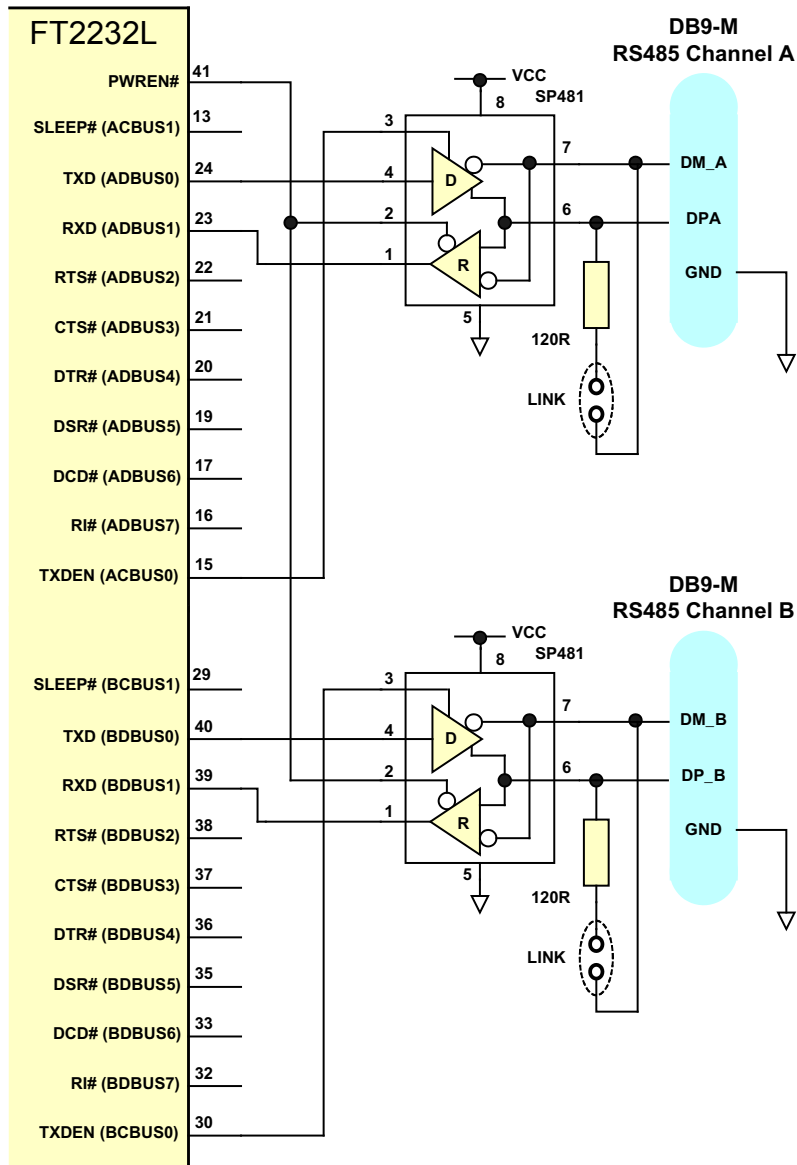 FT2232L
PWREN# 41
SLEEP# (ACBUS1) 13
TXD (ADBUS0) 24
RXD (ADBUS1) 23
RTS# (ADBUS2) 22
CTS# (ADBUS3) 21
DTR# (ADBUS4) 20
DSR# (ADBUS5) 19
DCD# (ADBUS6) 17
RI# (ADBUS7) 16
TXDEN (ACBUS0) 15
SLEEP# (BCBUS1) 29
TXD (BDBUS0) 40
RXD (BDBUS1) 39
RTS# (BDBUS2) 38
CTS# (BDBUS3) 37
DTR# (BDBUS4) 36
DSR# (BDBUS5) 35
DCD# (BDBUS6) 33
RI# (BDBUS7) 32
TXDEN (BCBUS0) 30
VCC
8 SP481
3
4 D 7
2 6
1 R
5
120R
LINK
DB9-M
RS485 Channel A
DM_A
DPA
GND
VCC
8 SP481
3
4 D 7
2 6
1 R
5
120R
LINK
DB9-M
RS485 Channel B
DM_B
DP_B
GND